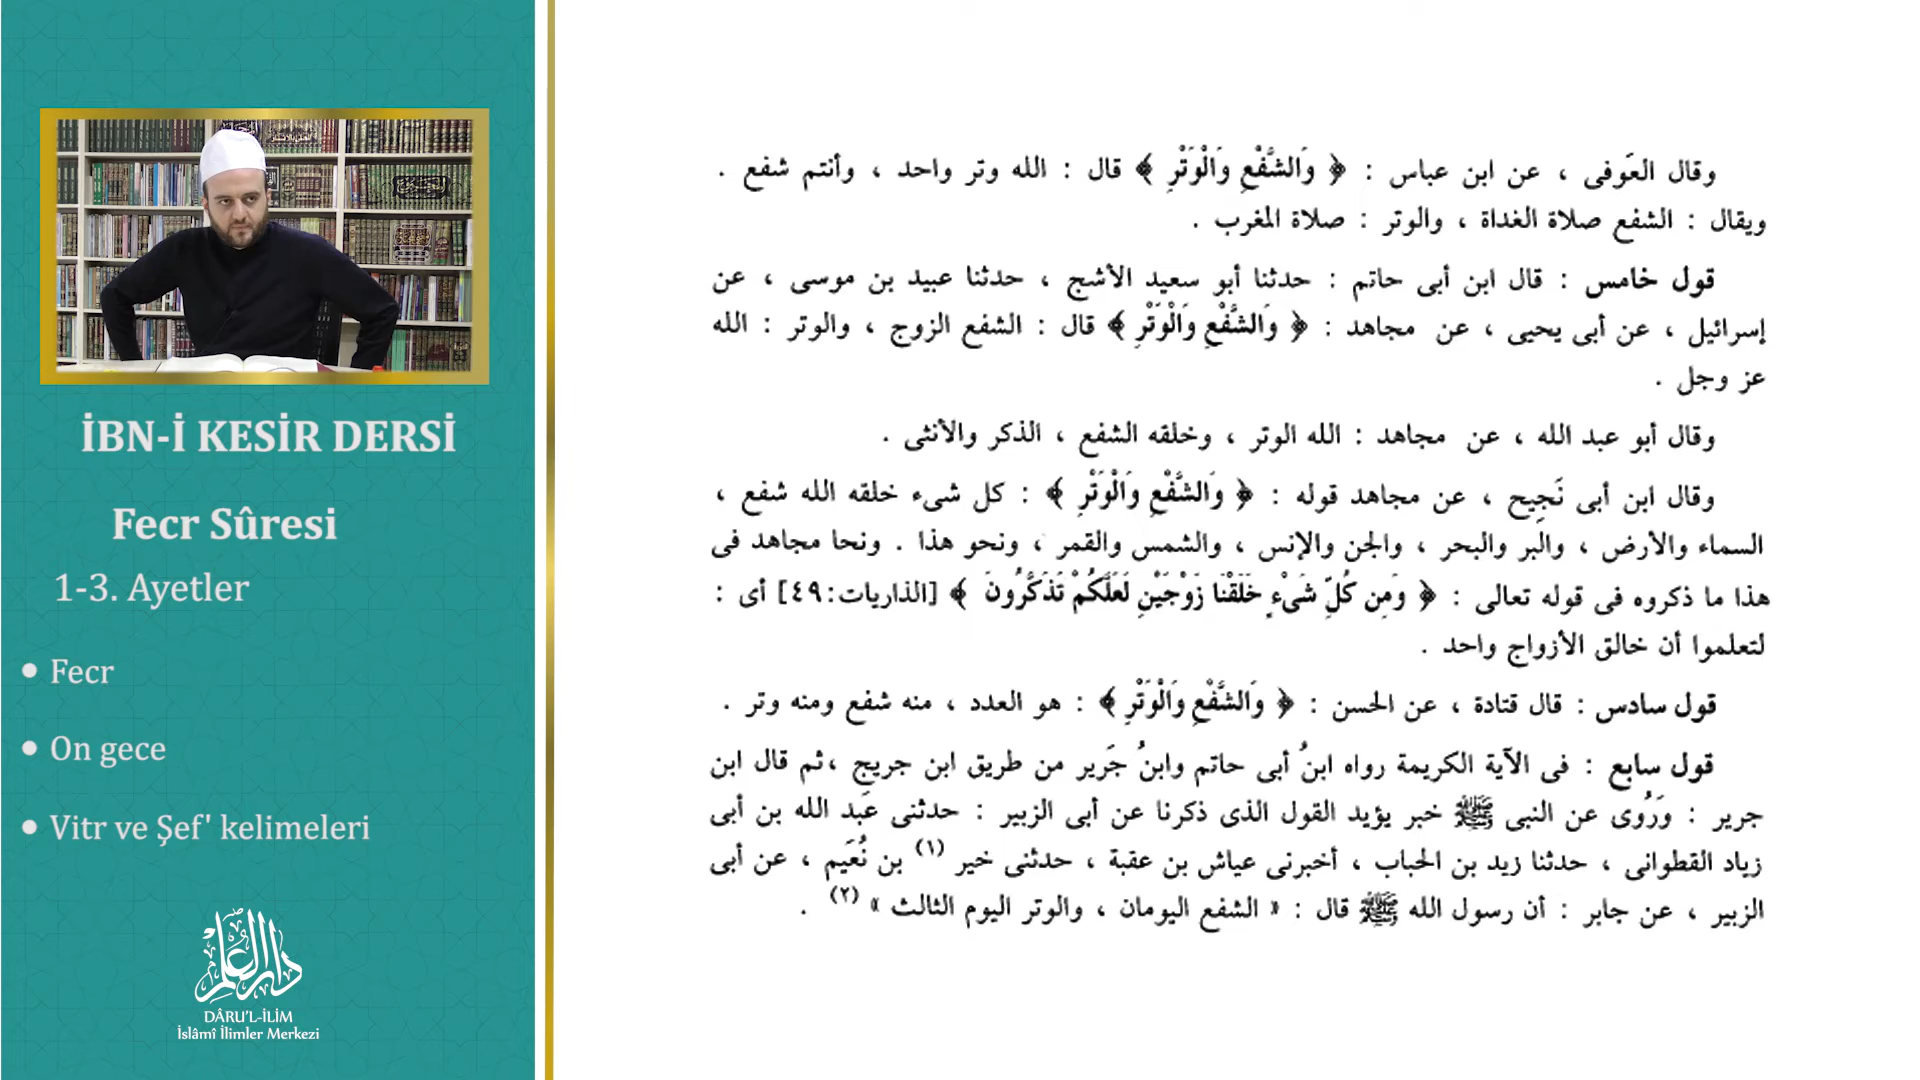 İBN-İ KESİR DERSİ
Fecr Sûresi
1-3. Ayetler
• Fecr
• On gece
• Vitr ve Şef' kelimeleri
دار العلم
DÂRU'L-İLİM
İslâmî İlimler Merkezi
وقال العَوفى ، عن ابن عباس : ﴿ وَالشَّفْعِ وَالْوَتْرِ ﴾ قال : الله وتر واحد ، وأنتم شفع .
ويقال : الشفع صلاة الغداة ، والوتر : صلاة المغرب .
قول خامس : قال ابن أبى حاتم : حدثنا أبو سعيد الأشج ، حدثنا عبيد بن موسى ، عن
إسرائيل ، عن أبى يحيى ، عن مجاهد : ﴿ وَالشَّفْعِ وَالْوَتْرِ ﴾ قال : الشفع الزوج ، والوتر : الله
عز وجل .
وقال أبو عبد الله ، عن مجاهد : الله الوتر ، وخلقه الشفع ، الذكر والأنثى .
وقال ابن أبى نَجِيح ، عن مجاهد قوله : ﴿ وَالشَّفْعِ وَالْوَتْرِ ﴾ : كل شىء خلقه الله شفع ،
السماء والأرض ، والبر والبحر ، والجن والإنس ، والشمس والقمر ، ونحو هذا . ونحا مجاهد فى
هذا ما ذكروه فى قوله تعالى : ﴿ وَمِن كُلِّ شَىْءٍ خَلَقْنَا زَوْجَيْنِ لَعَلَّكُمْ تَذَكَّرُونَ ﴾ [الذاريات:٤٩] أى :
لتعلموا أن خالق الأزواج واحد .
قول سادس : قال قتادة ، عن الحسن : ﴿ وَالشَّفْعِ وَالْوَتْرِ ﴾ : هو العدد ، منه شفع ومنه وتر .
قول سابع : فى الآية الكريمة رواه ابنُ أبى حاتم وابنُ جَرير من طريق ابن جريج ،ثم قال ابن
جرير : وَرُوى عن النبى ﷺ خبر يؤيد القول الذى ذكرنا عن أبى الزبير : حدثنى عَبد الله بن أبى
زياد القطوانى ، حدثنا زيد بن الحباب ، أخبرنى عياش بن عقبة ، حدثنى خير (١) بن نُعَيم ، عن أبى
الزبير ، عن جابر : أن رسول الله ﷺ قال : « الشفع اليومان ، والوتر اليوم الثالث » (٢) .